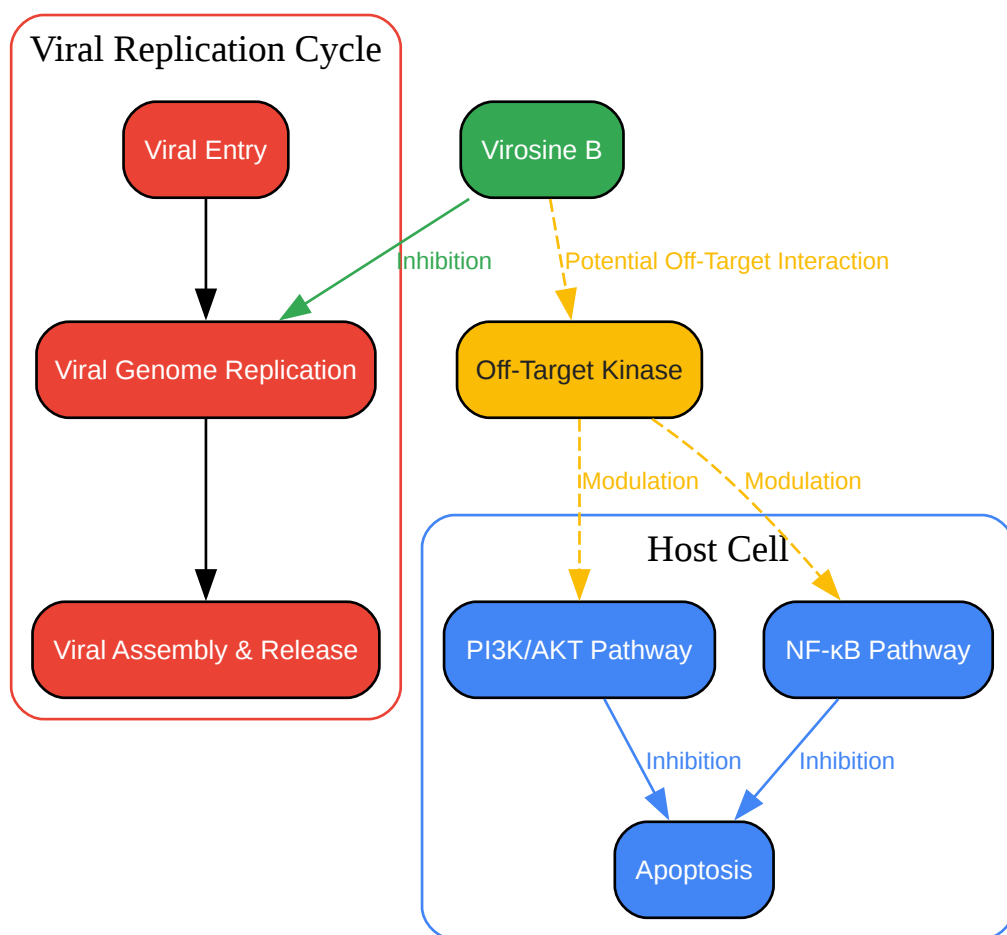 Viral Replication Cycle
Viral Entry
Virosine B
Inhibition
Potential Off-Target Interaction
Viral Genome Replication
Off-Target Kinase
Modulation
Modulation
Host Cell
Viral Assembly & Release
PI3K/AKT Pathway
NF-κB Pathway
Inhibition
Inhibition
Apoptosis